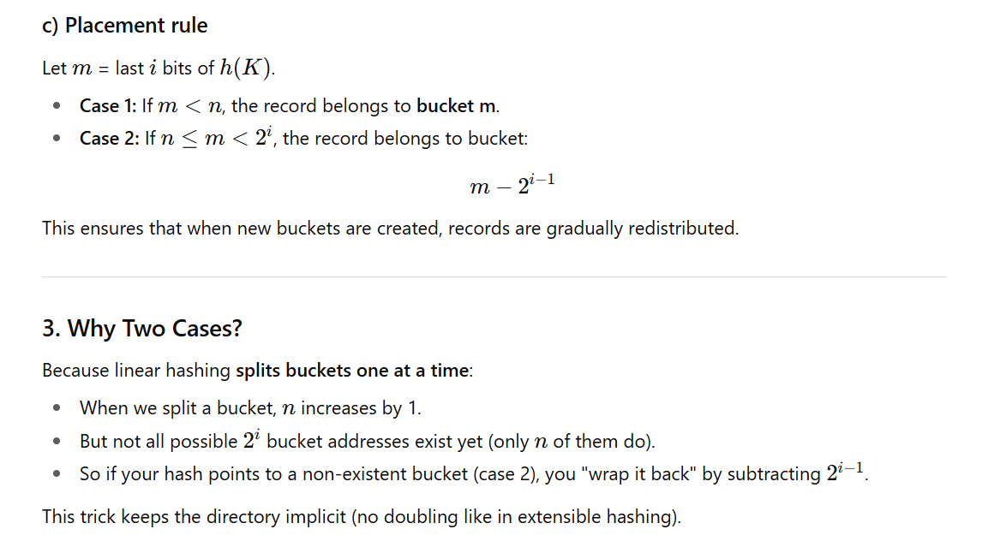 c) Placement rule
Let m = last i bits of h(K).
• Case 1: If m < n, the record belongs to bucket m.
• Case 2: If n ≤ m < 2^i, the record belongs to bucket:
m − 2^{i−1}
This ensures that when new buckets are created, records are gradually redistributed.
3. Why Two Cases?
Because linear hashing splits buckets one at a time:
• When we split a bucket, n increases by 1.
• But not all possible 2^i bucket addresses exist yet (only n of them do).
• So if your hash points to a non-existent bucket (case 2), you "wrap it back" by subtracting 2^{i−1}.
This trick keeps the directory implicit (no doubling like in extensible hashing).